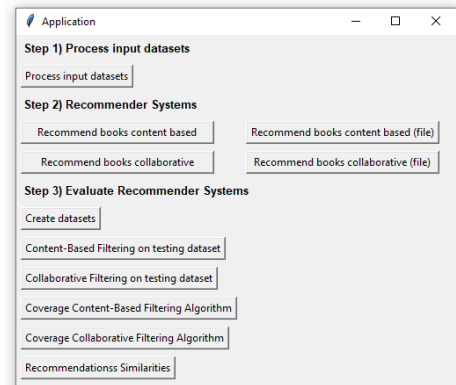 Application
Step 1) Process input datasets
Process input datasets
Step 2) Recommender Systems
Recommend books content based Recommend books content based (file)
Recommend books collaborative Recommend books collaborative (file)
Step 3) Evaluate Recommender Systems
Create datasets
Content-Based Filtering on testing dataset
Collaborative Filtering on testing dataset
Coverage Content-Based Filtering Algorithm
Coverage Collaborative Filtering Algorithm
Recommendationss Similarities